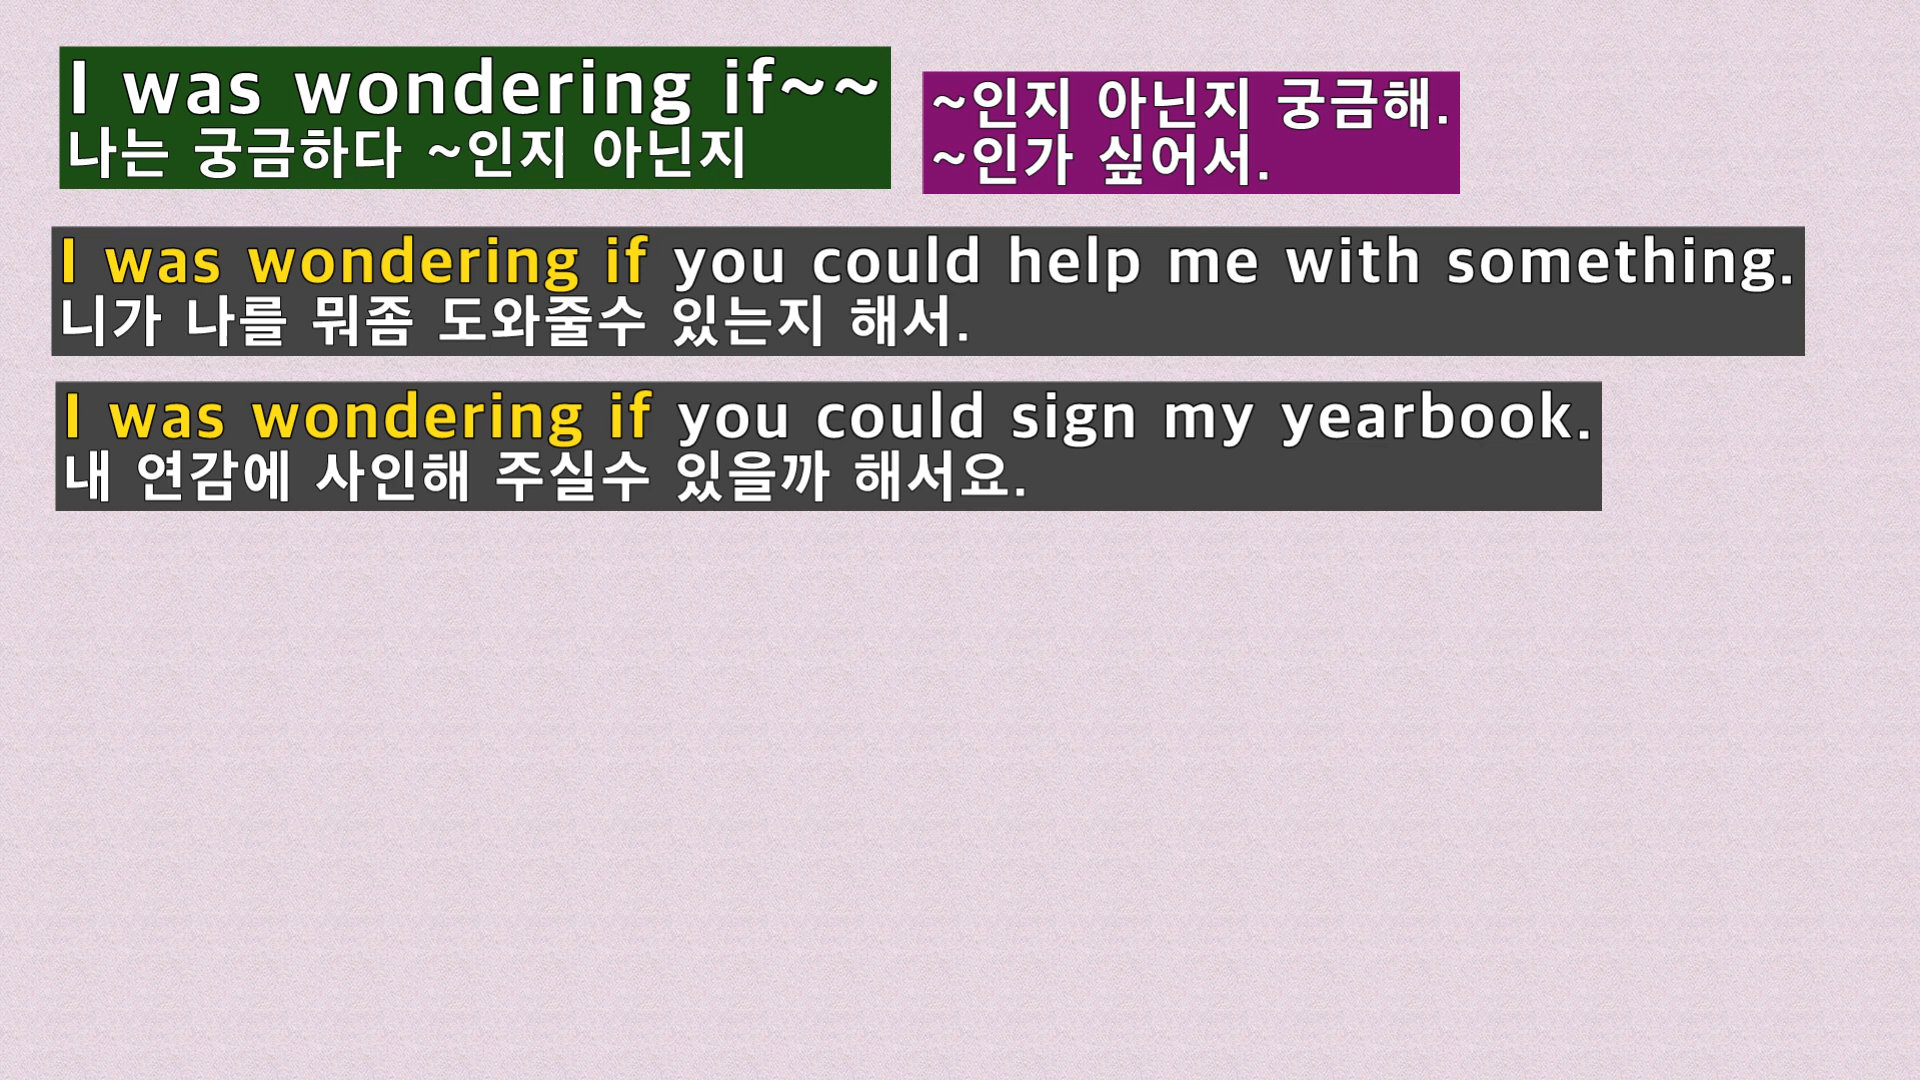 I was wondering if~~
나는 궁금하다 ~인지 아닌지
~인지 아닌지 궁금해.
~인가 싶어서.
I was wondering if you could help me with something.
니가 나를 뭐좀 도와줄수 있는지 해서.
I was wondering if you could sign my yearbook.
내 연감에 사인해 주실수 있을까 해서요.